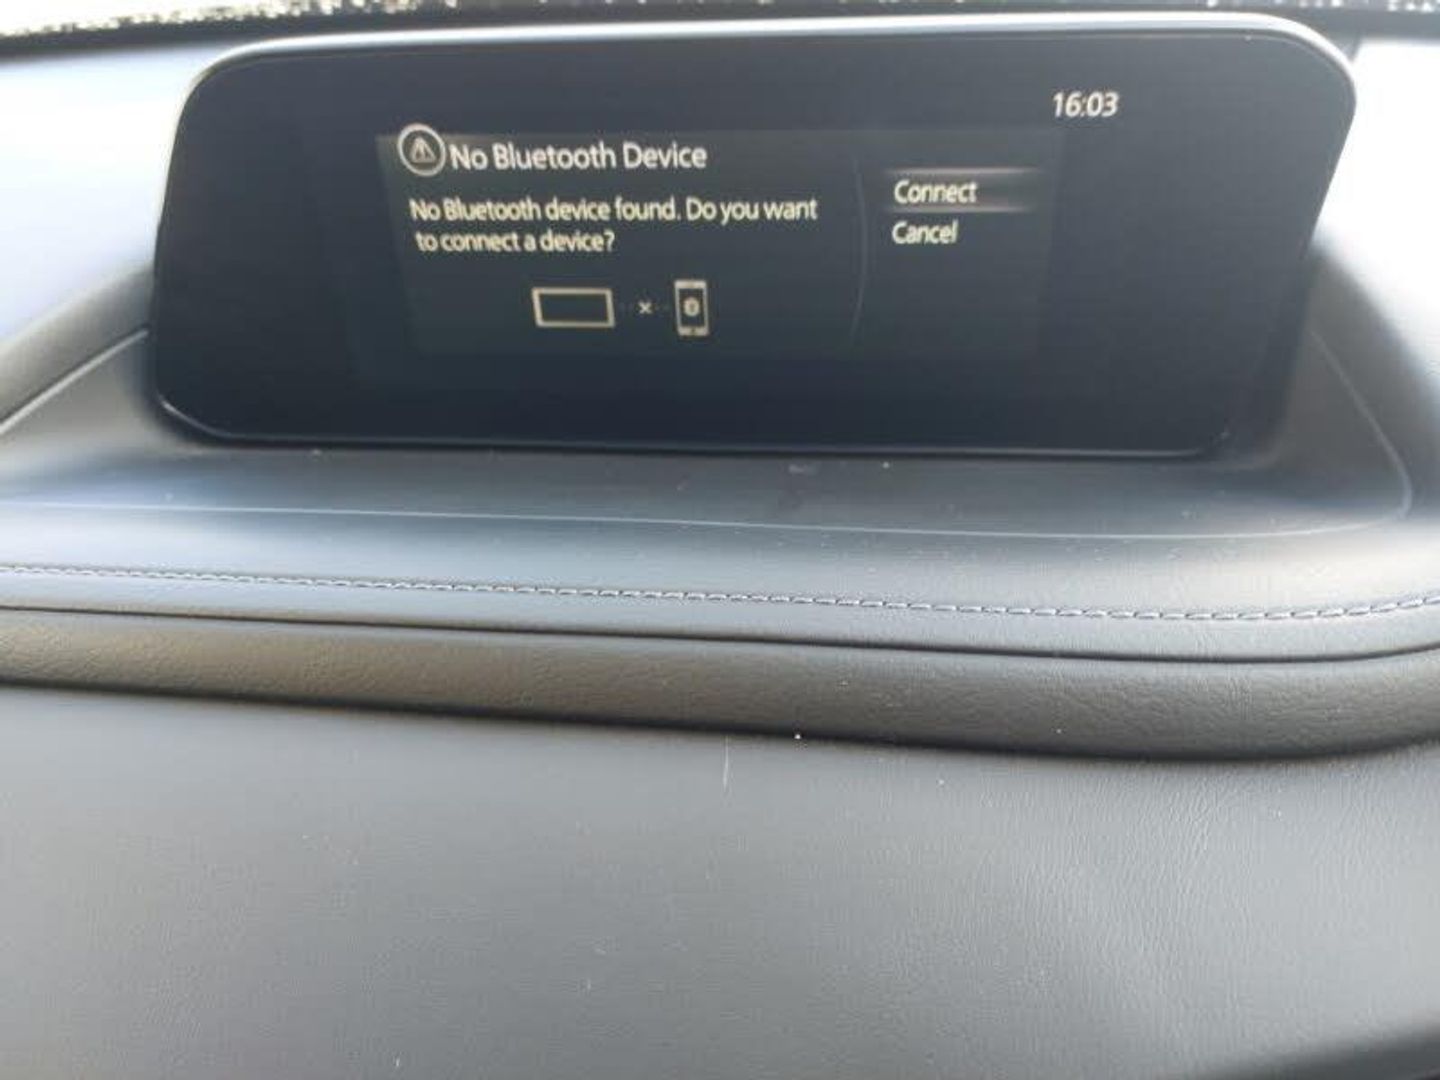 16:03
No Bluetooth Device
No Bluetooth device found. Do you want
to connect a device?
Connect
Cancel